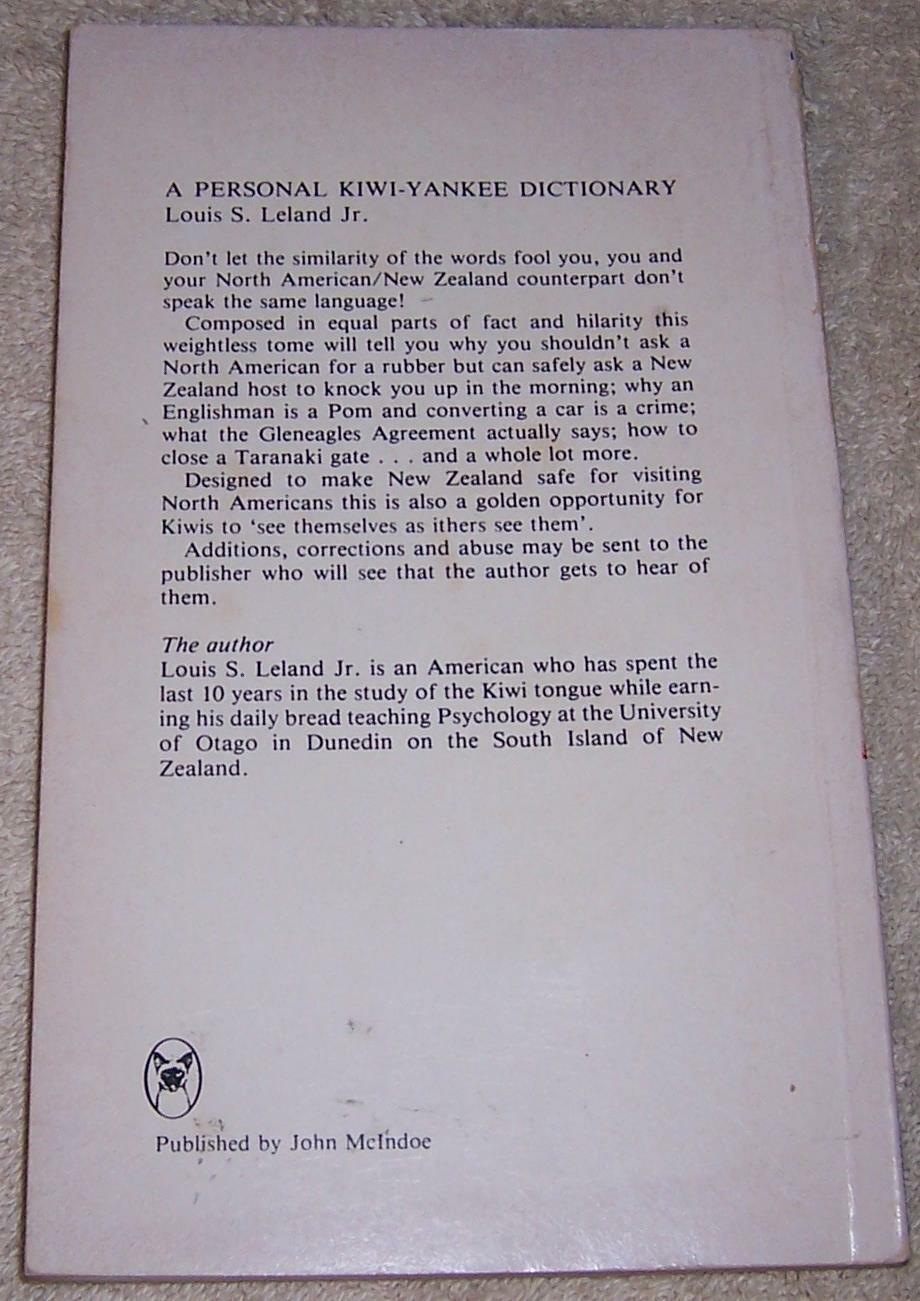 A PERSONAL KIWI-YANKEE DICTIONARY
Louis S. Leland Jr.
Don't let the similarity of the words fool you, you and
your North American/New Zealand counterpart don't
speak the same language!
Composed in equal parts of fact and hilarity this
weightless tome will tell you why you shouldn't ask a
North American for a rubber but can safely ask a New
Zealand host to knock you up in the morning; why an
Englishman is a Pom and converting a car is a crime;
what the Gleneagles Agreement actually says; how to
close a Taranaki gate . . . and a whole lot more.
Designed to make New Zealand safe for visiting
North Americans this is also a golden opportunity for
Kiwis to 'see themselves as ithers see them'.
Additions, corrections and abuse may be sent to the
publisher who will see that the author gets to hear of
them.
The author
Louis S. Leland Jr. is an American who has spent the
last 10 years in the study of the Kiwi tongue while earn-
ing his daily bread teaching Psychology at the University
of Otago in Dunedin on the South Island of New
Zealand.
Published by John McIndoe